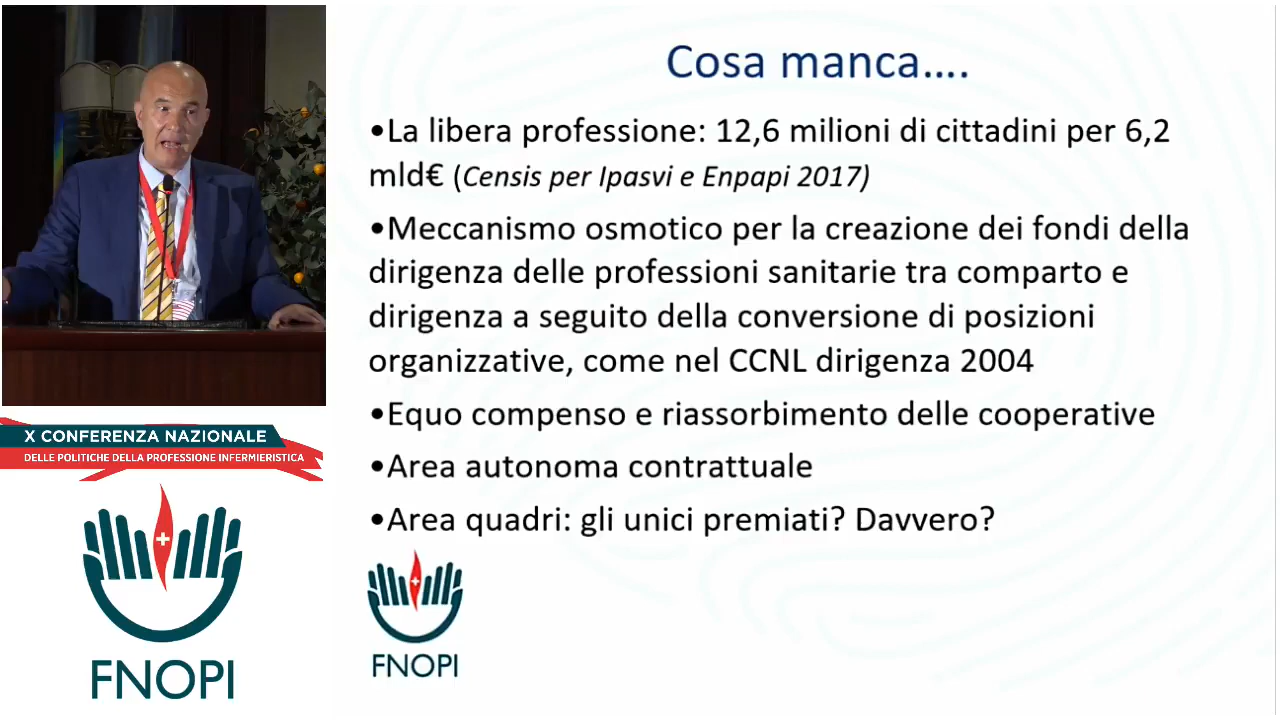 Cosa manca….
•La libera professione: 12,6 milioni di cittadini per 6,2
mld€ (Censis per Ipasvi e Enpapi 2017)
•Meccanismo osmotico per la creazione dei fondi della
dirigenza delle professioni sanitarie tra comparto e
dirigenza a seguito della conversione di posizioni
organizzative, come nel CCNL dirigenza 2004
•Equo compenso e riassorbimento delle cooperative
•Area autonoma contrattuale
•Area quadri: gli unici premiati? Davvero?
FNOPI
X CONFERENZA NAZIONALE
DELLE POLITICHE DELLA PROFESSIONE INFERMIERISTICA
FNOPI